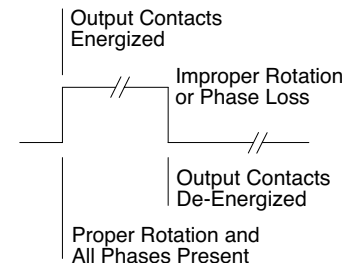 Output Contacts
Energized
Improper Rotation
or Phase Loss
Output Contacts
De-Energized
Proper Rotation and
All Phases Present